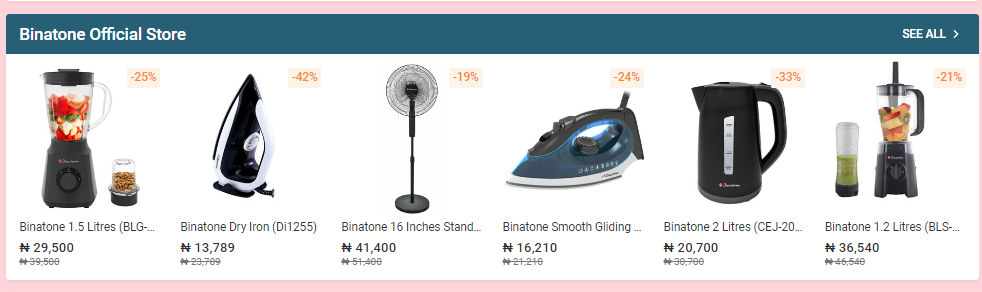 Binatone Official Store
SEE ALL
-25%
-42%
-19%
-24%
-33%
-21%
Binatone 1.5 Litres (BLG-...
Binatone Dry Iron (Di1255)
Binatone 16 Inches Stand...
Binatone Smooth Gliding ...
Binatone 2 Litres (CEJ-20...
Binatone 1.2 Litres (BLS-...
₦ 29,500
₦ 13,789
₦ 41,400
₦ 16,210
₦ 20,700
₦ 36,540
₦ 39,500
₦ 23,789
₦ 51,400
₦ 21,210
₦ 30,700
₦ 46,540